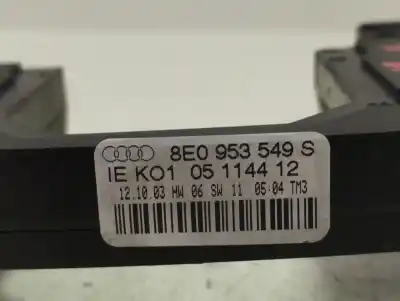 8E0 953 549 S
IE KO1 05 1144 12
12.10.03 HW 06 SW 11 05:04 TM3